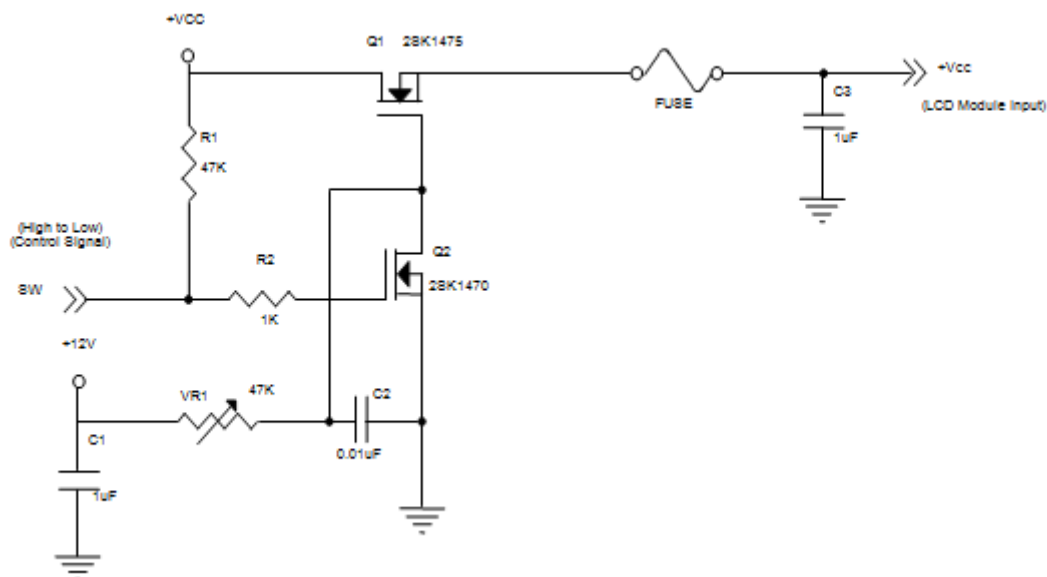 +VCC
Q1 2SK1475
FUSE
C3
+Vcc
(LCD Module Input)
1uF
R1
47K
(High to Low)
(Control Signal)
SW
R2
1K
Q2
2SK1470
+12V
VR1
47K
C2
0.01uF
C1
1uF